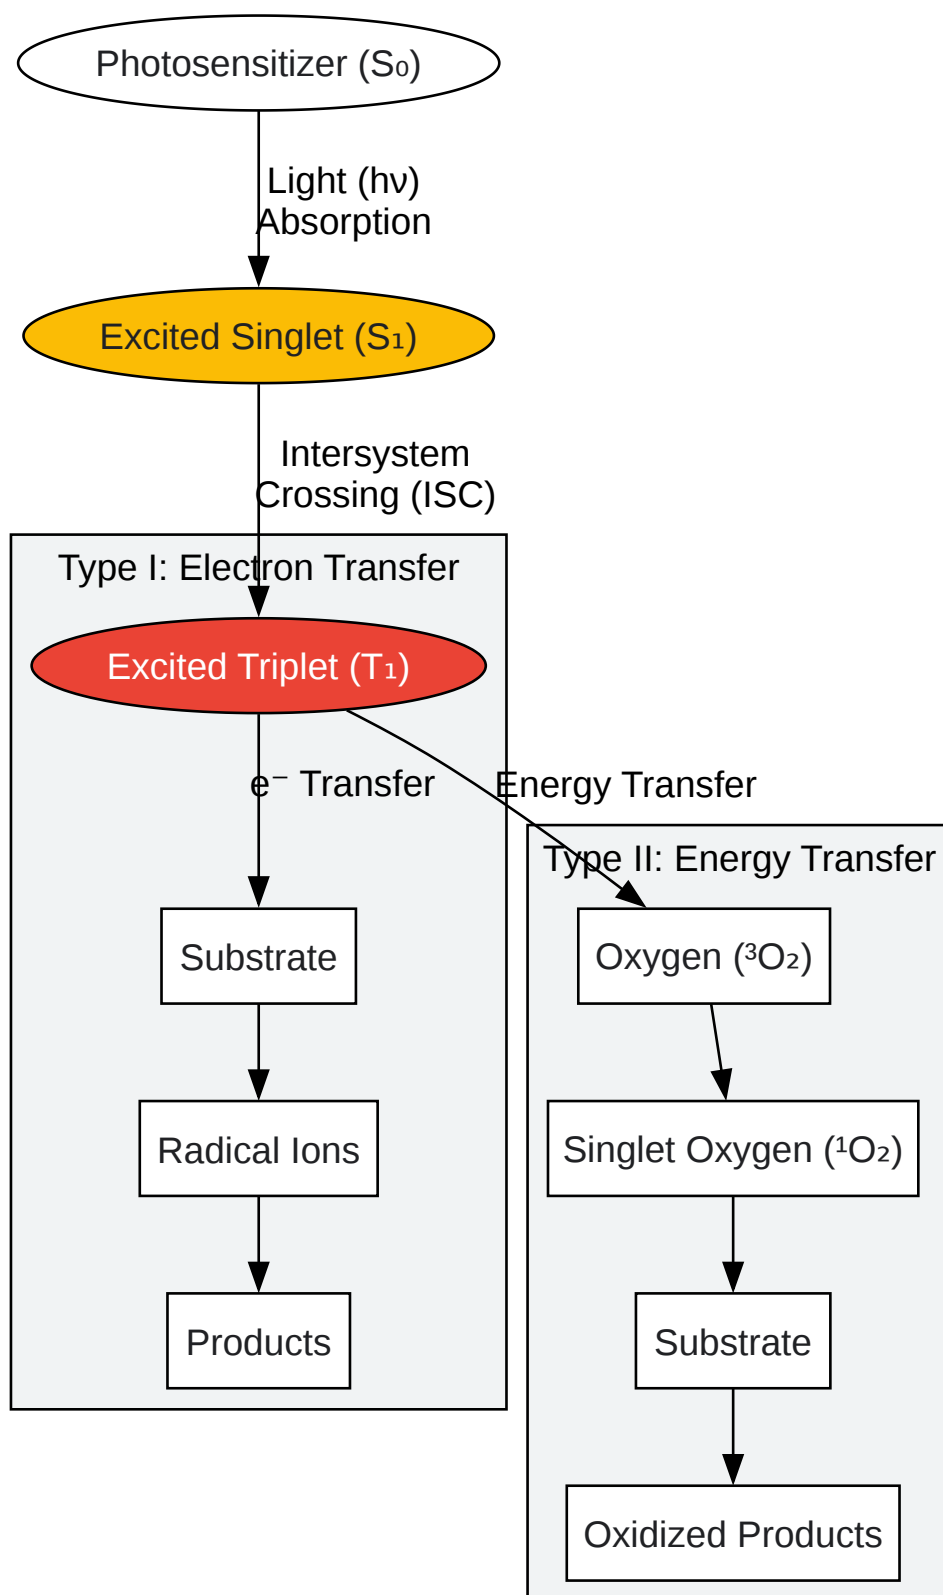 Photosensitizer (S₀)
Light (hν)
Absorption
Excited Singlet (S₁)
Intersystem
Crossing (ISC)
Type I: Electron Transfer
Excited Triplet (T₁)
e⁻ Transfer
Energy Transfer
Type II: Energy Transfer
Substrate
Oxygen (³O₂)
Radical Ions
Singlet Oxygen (¹O₂)
Products
Substrate
Oxidized Products